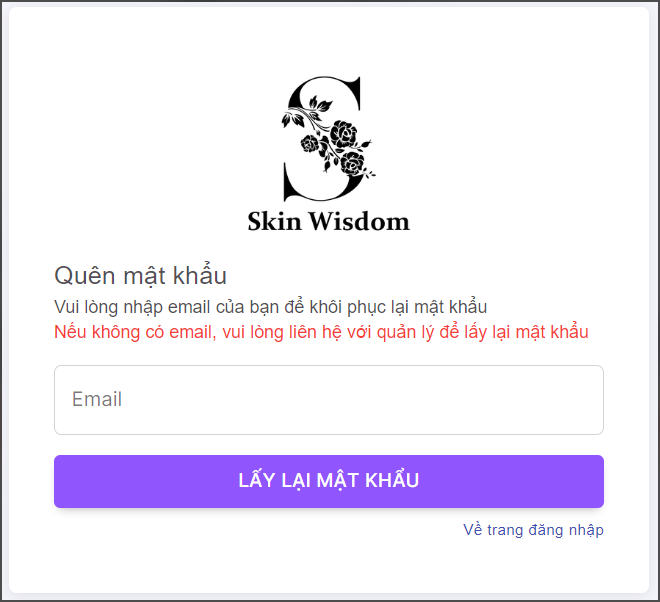 Skin Wisdom
Quên mật khẩu
Vui lòng nhập email của bạn để khôi phục lại mật khẩu
Nếu không có email, vui lòng liên hệ với quản lý để lấy lại mật khẩu
Email
LẤY LẠI MẬT KHẨU
Về trang đăng nhập